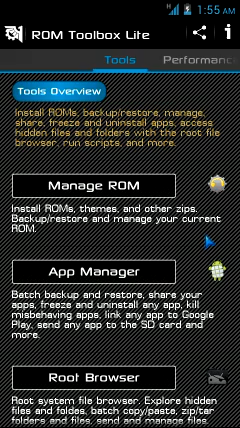 H 1:55 AM
ROM Toolbox Lite
Tools Performance
Tools Overview
Install ROMs, backup/restore, manage,
share, freeze and uninstall apps, access
hidden files and folders with the root file
browser, run scripts, and more.
Manage ROM
Install ROMs, themes, and other zips.
Backup/restore and manage your current
ROM.
App Manager
Batch backup and restore, share your
apps, freeze and uninstall any app, kill
misbehaving apps, link any app to Google
Play, send any app to the SD card and
more.
Root Browser
Root system file browser. Explore hidden
files and foldes, batch copy/paste, zip/tar
folders and files, send and manage files.